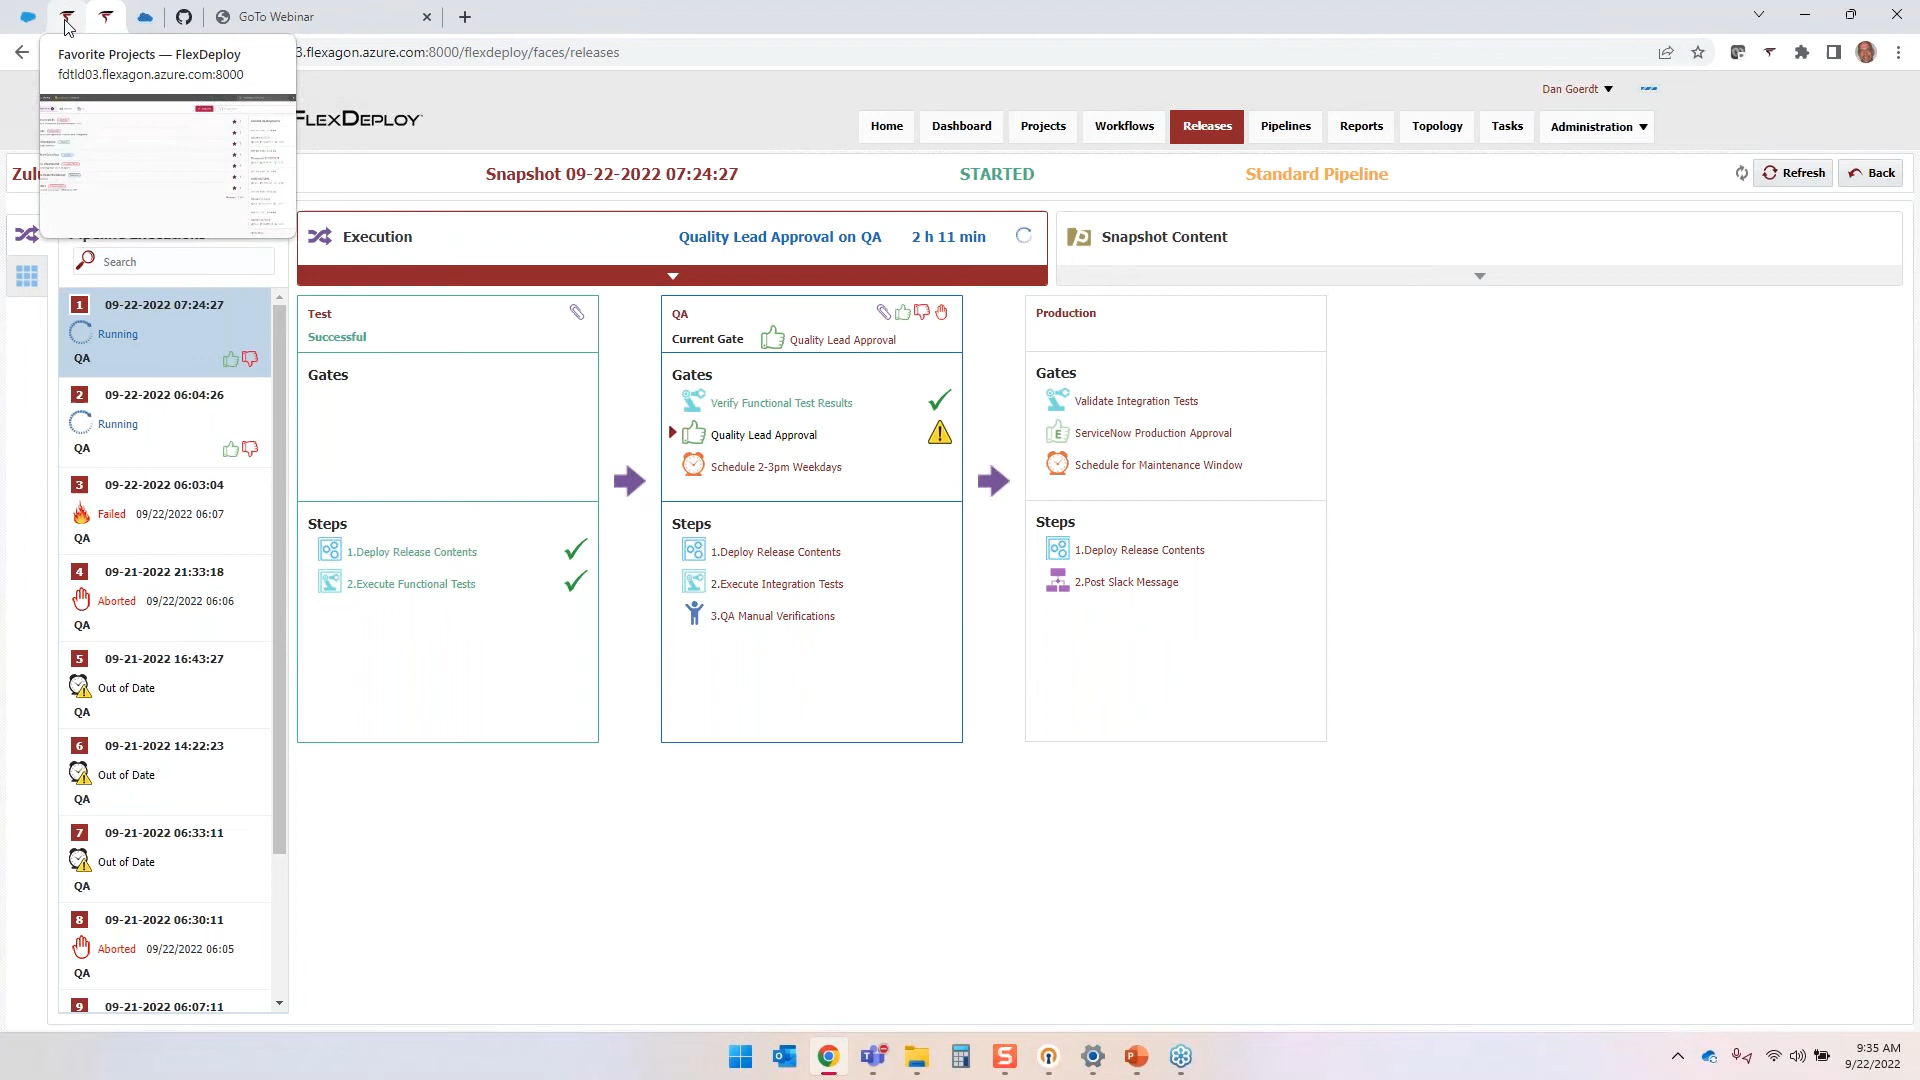 GoTo Webinar
Favorite Projects — FlexDeploy
fdtld03.flexagon.azure.com:8000
3.flexagon.azure.com:8000/flexdeploy/faces/releases
Dan Goerdt
FLEXDEPLOY
Home Dashboard Projects Workflows Releases Pipelines Reports Topology Tasks Administration
Zulu
Snapshot 09-22-2022 07:24:27 STARTED Standard Pipeline Refresh Back
Search
1 09-22-2022 07:24:27
Running
QA
2 09-22-2022 06:04:26
Running
QA
3 09-22-2022 06:03:04
Failed 09/22/2022 06:07
QA
4 09-21-2022 21:33:18
Aborted 09/22/2022 06:06
QA
5 09-21-2022 16:43:27
Out of Date
QA
6 09-21-2022 14:22:23
Out of Date
QA
7 09-21-2022 06:33:11
Out of Date
QA
8 09-21-2022 06:30:11
Aborted 09/22/2022 06:05
QA
9 09-21-2022 06:07:11
Execution Quality Lead Approval on QA 2 h 11 min
Snapshot Content
Test
Successful
Gates
Steps
1.Deploy Release Contents
2.Execute Functional Tests
QA
Current Gate Quality Lead Approval
Gates
Verify Functional Test Results
Quality Lead Approval
Schedule 2-3pm Weekdays
Steps
1.Deploy Release Contents
2.Execute Integration Tests
3.QA Manual Verifications
Production
Gates
Validate Integration Tests
E ServiceNow Production Approval
Schedule for Maintenance Window
Steps
1.Deploy Release Contents
2.Post Slack Message
9:35 AM
9/22/2022